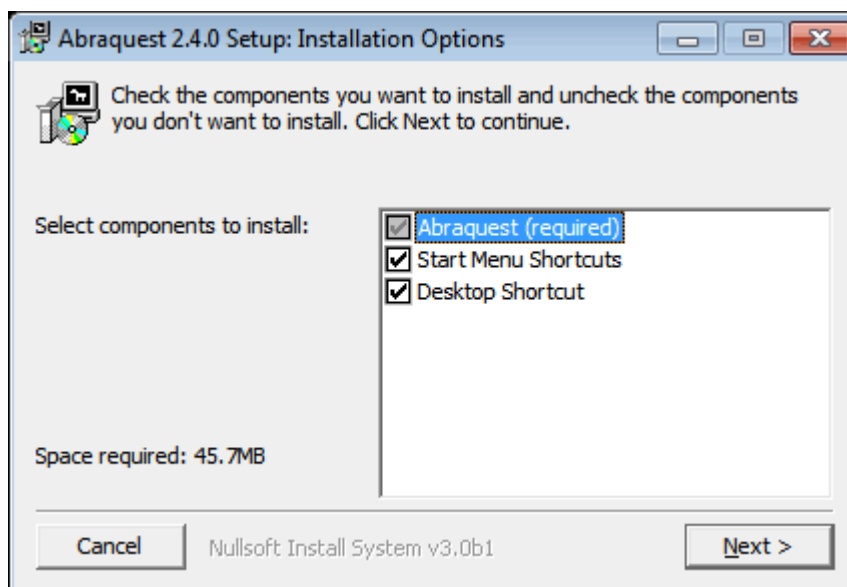 Abraquest 2.4.0 Setup: Installation Options
Check the components you want to install and uncheck the components
you don't want to install. Click Next to continue.
Select components to install:
Abraquest (required)
Start Menu Shortcuts
Desktop Shortcut
Space required: 45.7MB
Cancel
Nullsoft Install System v3.0b1
Next >